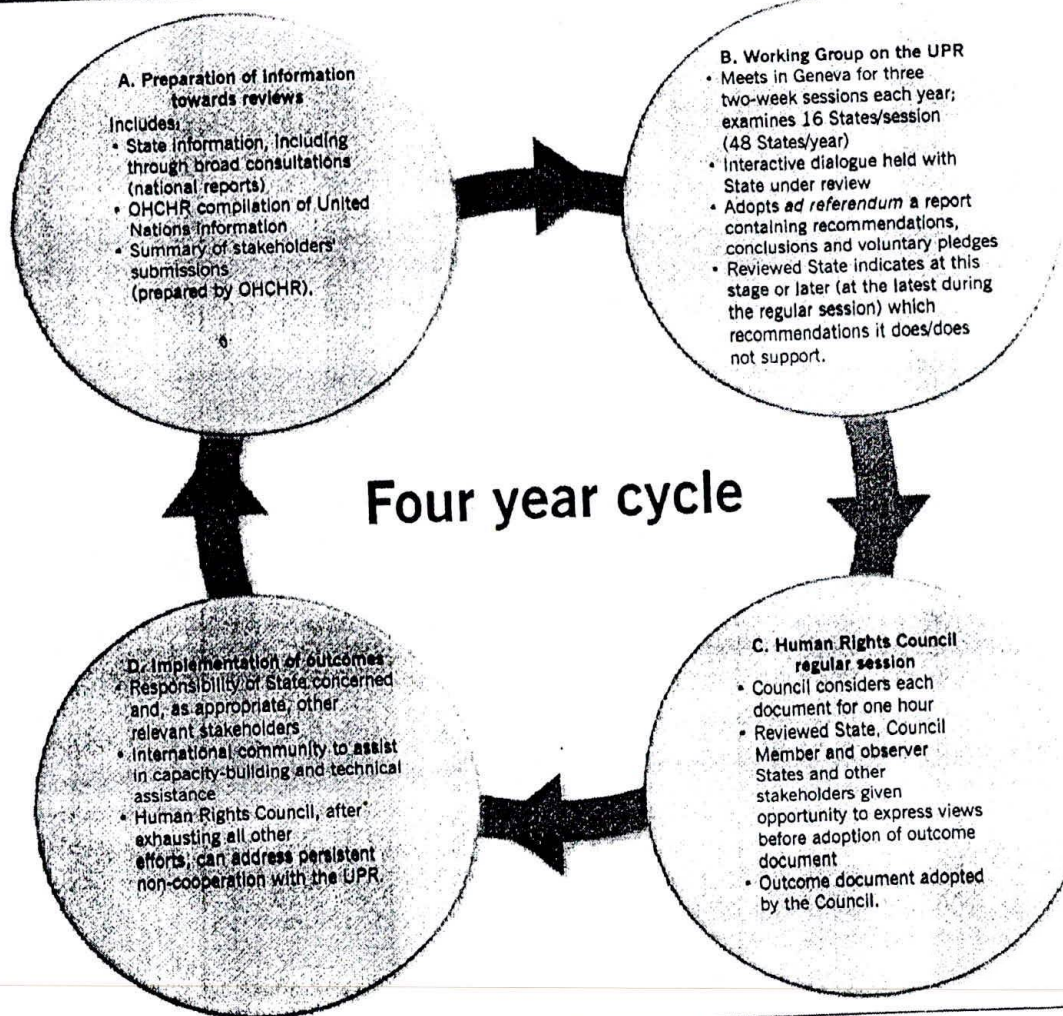 A. Preparation of information
towards reviews
Includes:
• State information, including
through broad consultations
(national reports)
• OHCHR compilation of United
Nations information
• Summary of stakeholders'
submissions
(prepared by OHCHR).
B. Working Group on the UPR
• Meets in Geneva for three
two-week sessions each year;
examines 16 States/session
(48 States/year)
• Interactive dialogue held with
State under review
• Adopts ad referendum a report
containing recommendations,
conclusions and voluntary pledges
• Reviewed State indicates at this
stage or later (at the latest during
the regular session) which
recommendations it does/does
not support.
Four year cycle
C. Human Rights Council
regular session
• Council considers each
document for one hour
• Reviewed State, Council
Member and observer
States and other
stakeholders given
opportunity to express views
before adoption of outcome
document
• Outcome document adopted
by the Council.
D. Implementation of outcomes
• Responsibility of State concerned
and, as appropriate, other
relevant stakeholders
• International community to assist
in capacity-building and technical
assistance
• Human Rights Council, after
exhausting all other
efforts, can address persistent
non-cooperation with the UPR.